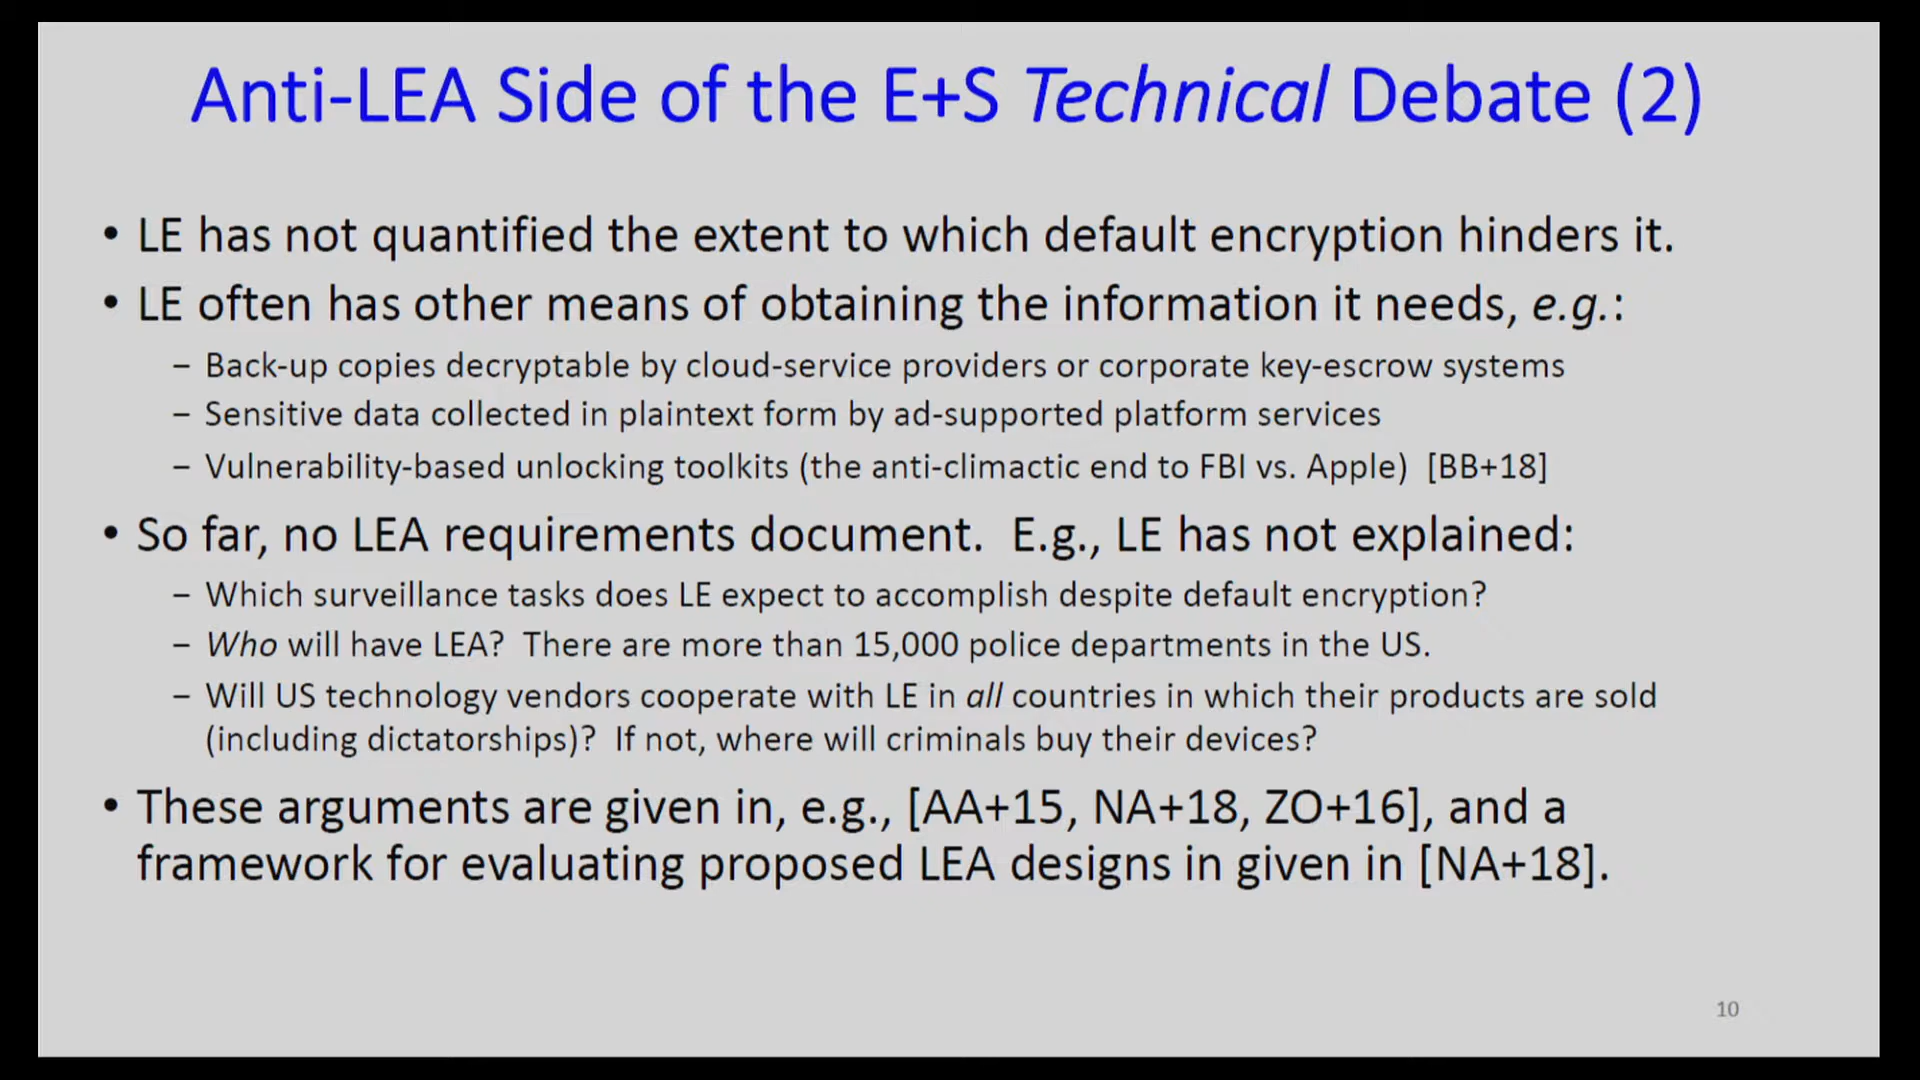 Anti-LEA Side of the E+S Technical Debate (2)
• LE has not quantified the extent to which default encryption hinders it.
• LE often has other means of obtaining the information it needs, e.g.:
– Back-up copies decryptable by cloud-service providers or corporate key-escrow systems
– Sensitive data collected in plaintext form by ad-supported platform services
– Vulnerability-based unlocking toolkits (the anti-climactic end to FBI vs. Apple) [BB+18]
• So far, no LEA requirements document. E.g., LE has not explained:
– Which surveillance tasks does LE expect to accomplish despite default encryption?
– Who will have LEA? There are more than 15,000 police departments in the US.
– Will US technology vendors cooperate with LE in all countries in which their products are sold
(including dictatorships)? If not, where will criminals buy their devices?
• These arguments are given in, e.g., [AA+15, NA+18, ZO+16], and a
framework for evaluating proposed LEA designs in given in [NA+18].
10